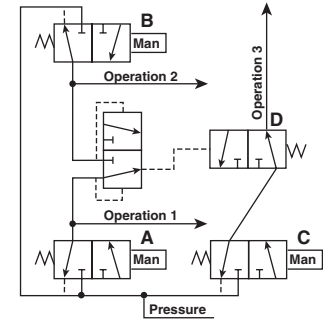 B
Man
Operation 2
Operation 3
D
Operation 1
A
Man
C
Man
Pressure